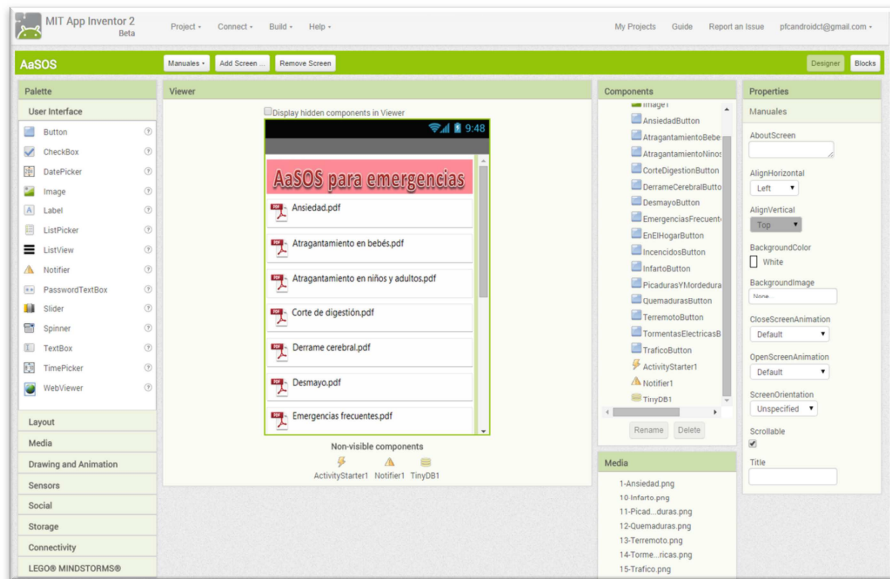 MIT App Inventor 2
Beta
Project Connect Build Help
My Projects Guide Report an Issue pfcandroidct@gmail.com
AaSOS
Manuales Add Screen ... Remove Screen
Designer Blocks
Palette
User Interface
Button
CheckBox
DatePicker
Image
Label
ListPicker
ListView
Notifier
PasswordTextBox
Slider
Spinner
TextBox
TimePicker
WebViewer
Layout
Media
Drawing and Animation
Sensors
Social
Storage
Connectivity
LEGO® MINDSTORMS®
Viewer
Display hidden components in Viewer
9:48
AaSOS para emergencias
Ansiedad.pdf
Atragantamiento en bebés.pdf
Atragantamiento en niños y adultos.pdf
Corte de digestión.pdf
Derrame cerebral.pdf
Desmayo.pdf
Emergencias frecuentes.pdf
Non-visible components
ActivityStarter1 Notifier1 TinyDB1
Components
Image1
AnsiedadButton
AtragantamientoBebe
AtragantamientoNinos
CorteDigestionButton
DerrameCerebralButto
DesmayoButton
EmergenciasFrecuent
EnElHogarButton
IncencidosButton
InfartoButton
PicadurasYMordedura
QuemadurasButton
TerremotoButton
TormentasElectricasB
TraficoButton
ActivityStarter1
Notifier1
TinyDB1
Rename Delete
Media
1-Ansiedad.png
10-Infarto.png
11-Picad...duras.png
12-Quemaduras.png
13-Terremoto.png
14-Torme...ricas.png
15-Trafico.png
Properties
Manuales
AboutScreen
AlignHorizontal
Left
AlignVertical
Top
BackgroundColor
White
BackgroundImage
None...
CloseScreenAnimation
Default
OpenScreenAnimation
Default
ScreenOrientation
Unspecified
Scrollable
Title